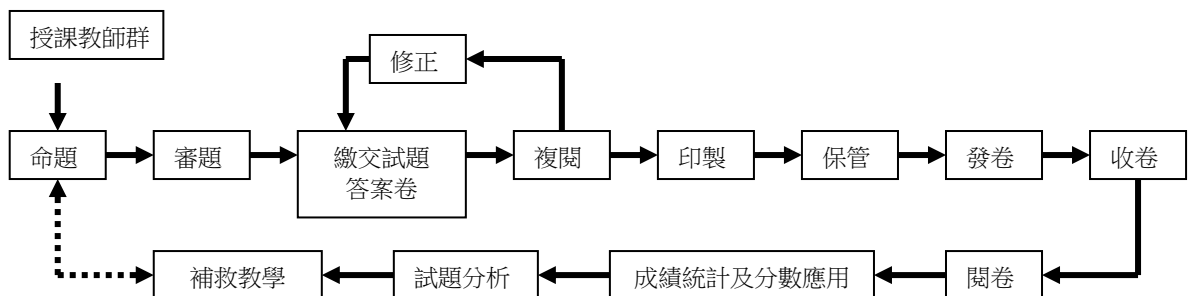 授課教師群
修正
命題
審題
繳交試題
答案卷
複閱
印製
保管
發卷
收卷
補救教學
試題分析
成績統計及分數應用
閱卷